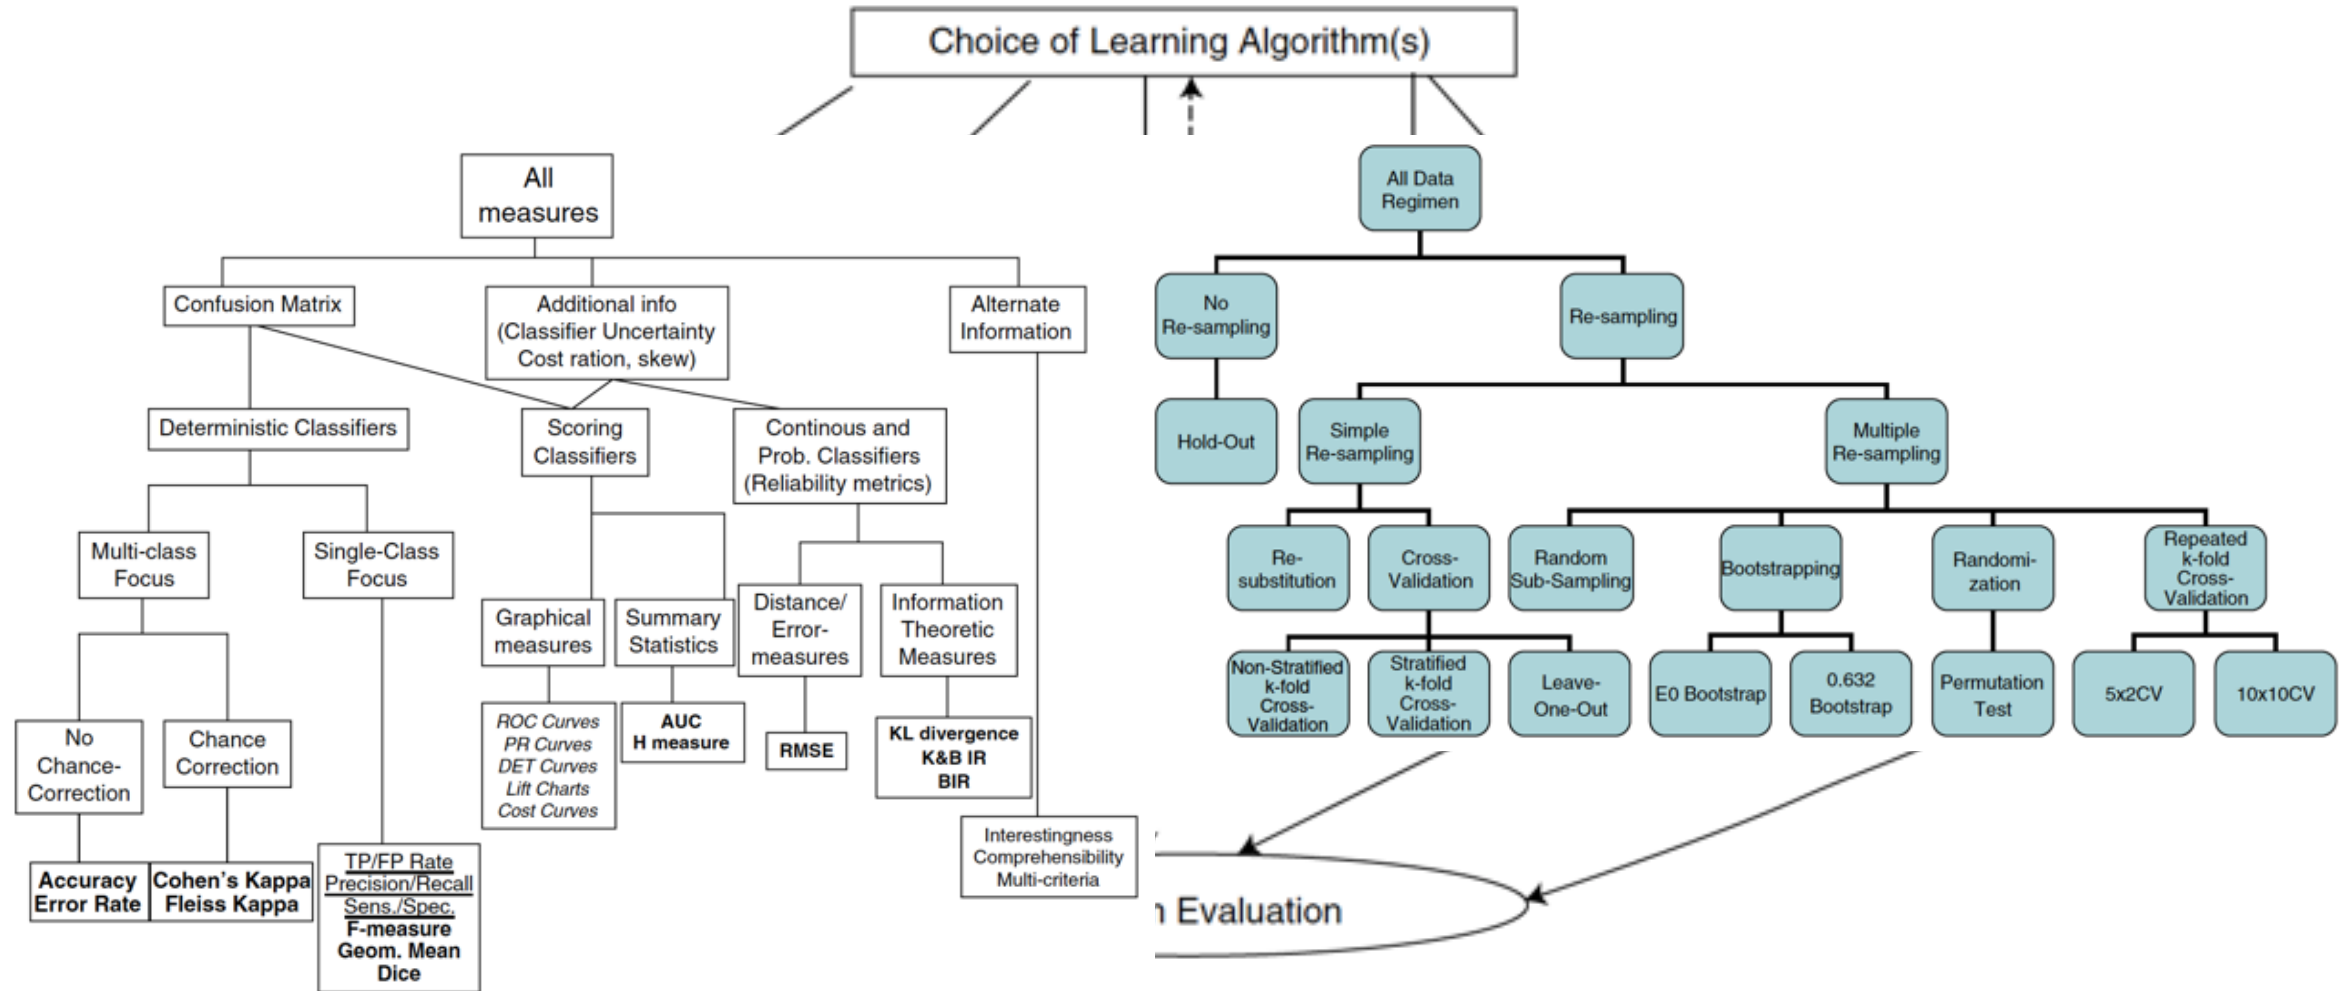 Choice of Learning Algorithm(s)
All
measures
Confusion Matrix
Additional info
(Classifier Uncertainty
Cost ration, skew)
Alternate
Information
Deterministic Classifiers
Scoring
Classifiers
Continous and
Prob. Classifiers
(Reliability metrics)
Multi-class
Focus
Single-Class
Focus
Graphical
measures
Summary
Statistics
Distance/
Error-
measures
Information
Theoretic
Measures
No
Chance-
Correction
Chance
Correction
ROC Curves
PR Curves
DET Curves
Lift Charts
Cost Curves
AUC
H measure
RMSE
KL divergence
K&B IR
BIR
Interestingness
Comprehensibility
Multi-criteria
Accuracy
Error Rate
Cohen's Kappa
Fleiss Kappa
TP/FP Rate
Precision/Recall
Sens./Spec.
F-measure
Geom. Mean
Dice
All Data
Regimen
No
Re-sampling
Re-sampling
Hold-Out
Simple
Re-sampling
Multiple
Re-sampling
Re-
substitution
Cross-
Validation
Random
Sub-Sampling
Bootstrapping
Randomi-
zation
Repeated
k-fold
Cross-
Validation
Non-Stratified
k-fold
Cross-
Validation
Stratified
k-fold
Cross-
Validation
Leave-
One-Out
E0 Bootstrap
0.632
Bootstrap
Permutation
Test
5x2CV
10x10CV
n Evaluation